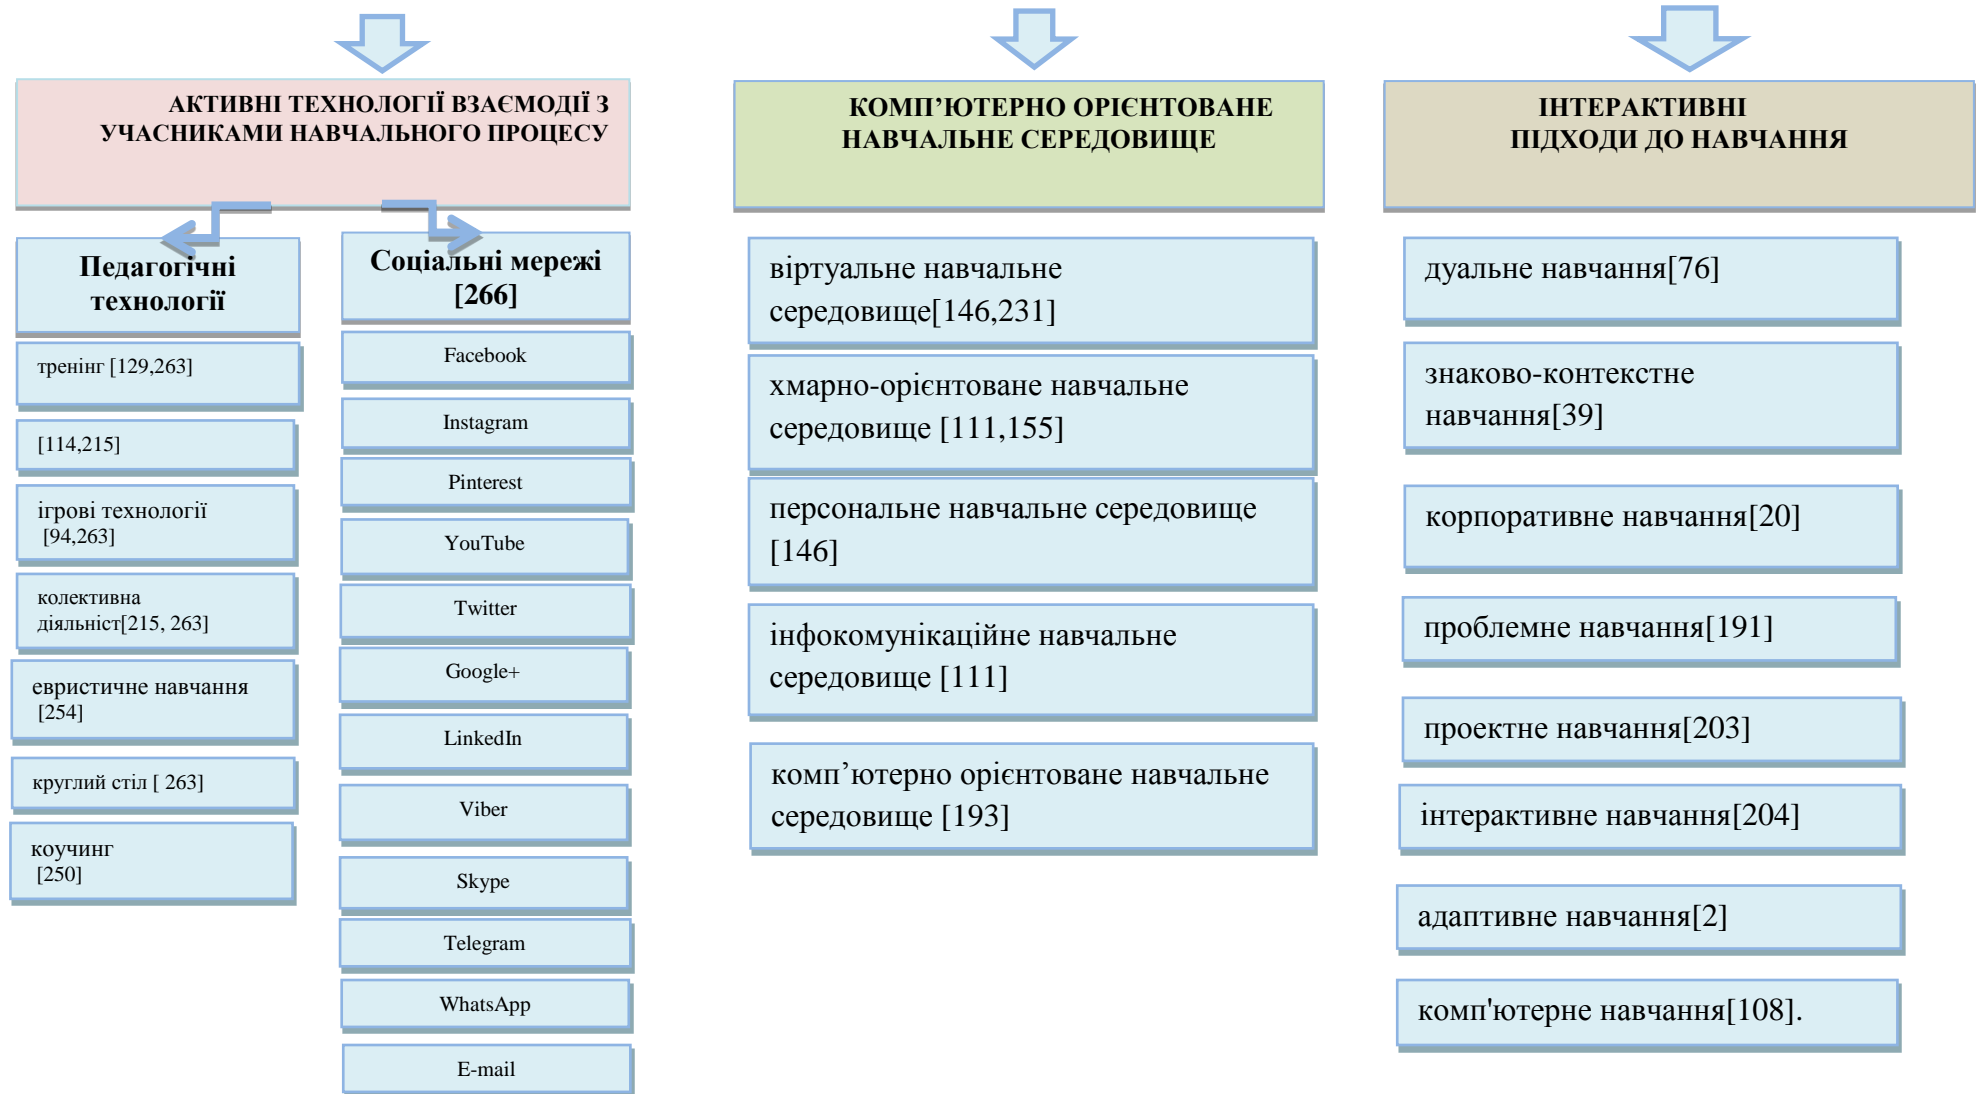 АКТИВНІ ТЕХНОЛОГІЇ ВЗАЄМОДІЇ З
УЧАСНИКАМИ НАВЧАЛЬНОГО ПРОЦЕСУ
Педагогічні
технології
тренінг [129,263]
[114,215]
ігрові технології
[94,263]
колективна
діяльніст[215, 263]
евристичне навчання
[254]
круглий стіл [ 263]
коучинг
[250]
Соціальні мережі
[266]
Facebook
Instagram
Pinterest
YouTube
Twitter
Google+
LinkedIn
Viber
Skype
Telegram
WhatsApp
E-mail
КОМП’ЮТЕРНО ОРІЄНТОВАНЕ
НАВЧАЛЬНЕ СЕРЕДОВИЩЕ
віртуальне навчальне
середовище[146,231]
хмарно-орієнтоване навчальне
середовище [111,155]
персональне навчальне середовище
[146]
інфокомунікаційне навчальне
середовище [111]
комп’ютерно орієнтоване навчальне
середовище [193]
ІНТЕРАКТИВНІ
ПІДХОДИ ДО НАВЧАННЯ
дуальне навчання[76]
знаково-контекстне
навчання[39]
корпоративне навчання[20]
проблемне навчання[191]
проектне навчання[203]
інтерактивне навчання[204]
адаптивне навчання[2]
комп'ютерне навчання[108].